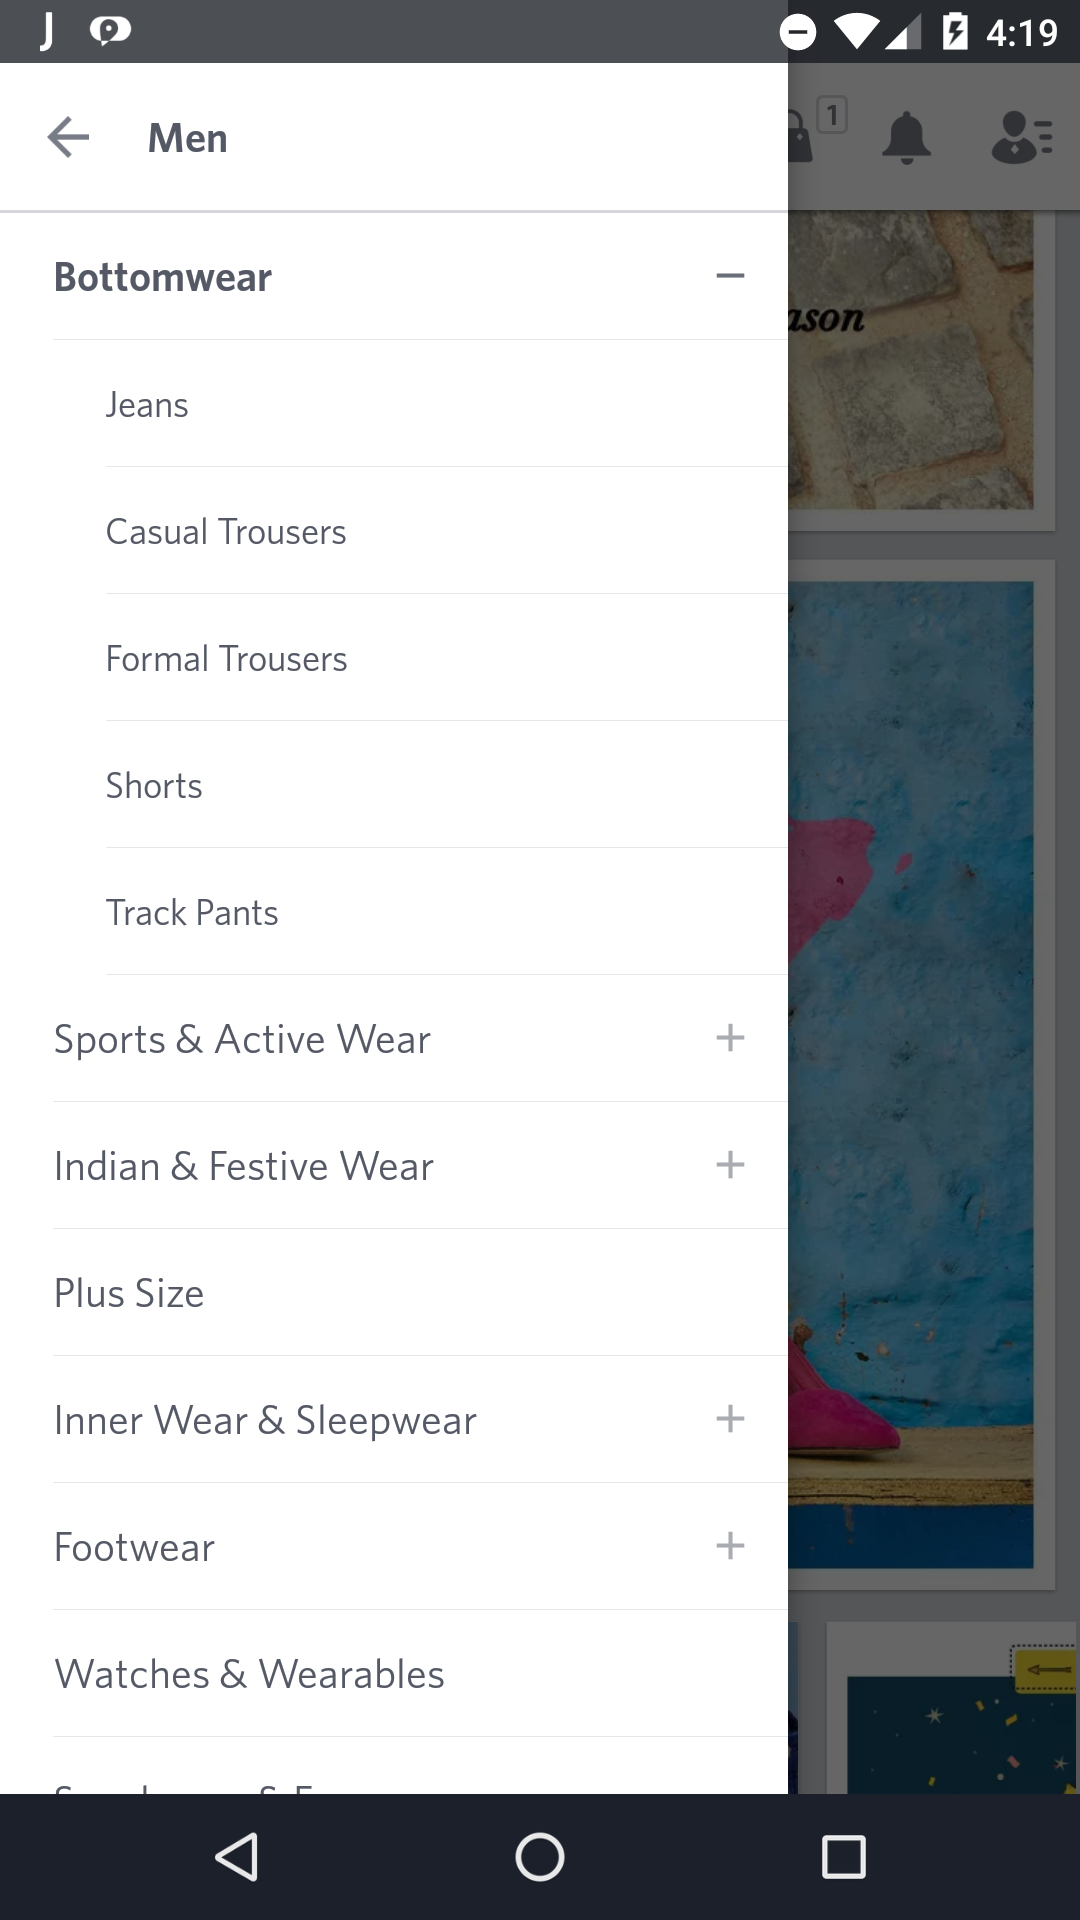 4:19
Men
1
Bottomwear
ason
Jeans
Casual Trousers
Formal Trousers
Shorts
Track Pants
Sports & Active Wear
Indian & Festive Wear
Plus Size
Inner Wear & Sleepwear
Footwear
Watches & Wearables